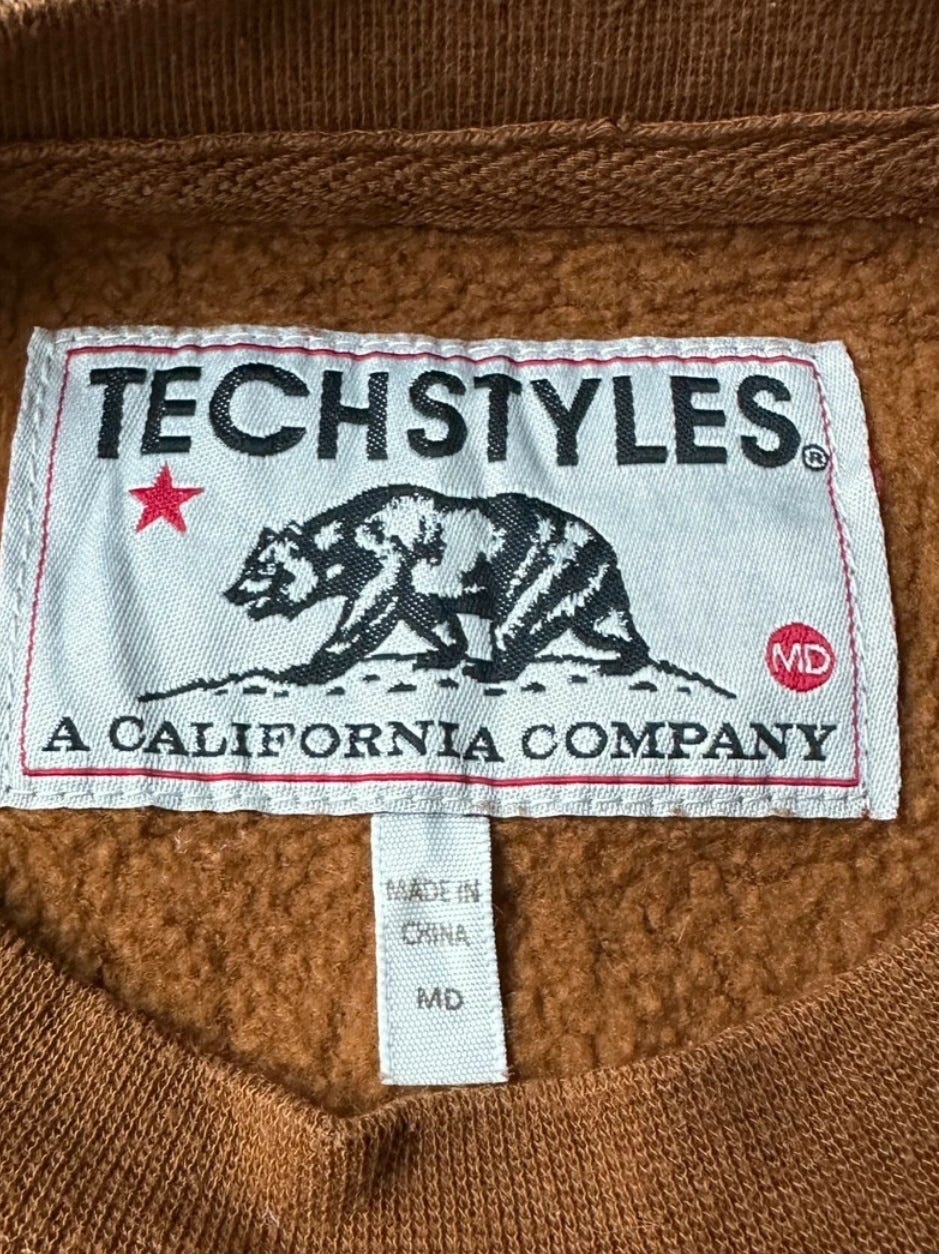 TECHSTYLES®
MD
A CALIFORNIA COMPANY
MADE IN
CHINA
MD